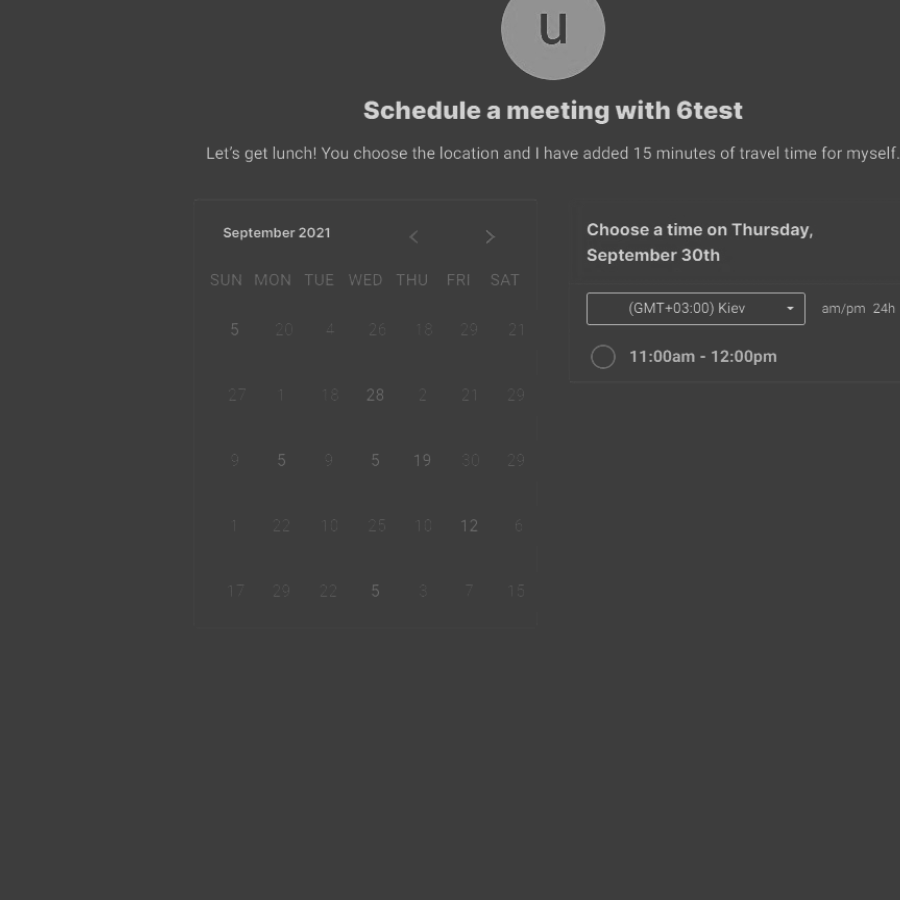 u
Schedule a meeting with 6test
Let's get lunch! You choose the location and I have added 15 minutes of travel time for myself.
September 2021
SUN MON TUE WED THU FRI SAT
5 20 4 26 18 29 21
27 1 18 28 2 21 29
9 5 9 5 19 30 29
1 22 10 25 10 12 6
17 29 22 5 3 7 15
Choose a time on Thursday,
September 30th
(GMT+03:00) Kiev am/pm 24h
11:00am - 12:00pm